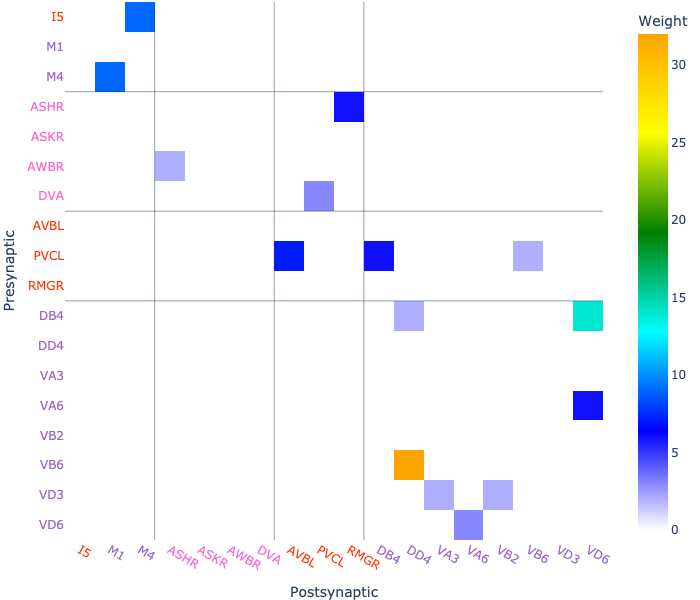 Weight
I5
M1
M4
ASHR
ASKR
AWBR
DVA
AVBL
PVCL
RMGR
DB4
DD4
VA3
VA6
VB2
VB6
VD3
VD6
Presynaptic
30
25
20
15
10
5
0
I5 M1 M4 ASHR ASKR AWBR DVA AVBL PVCL RMGR DB4 DD4 VA3 VA6 VB2 VB6 VD3 VD6
Postsynaptic